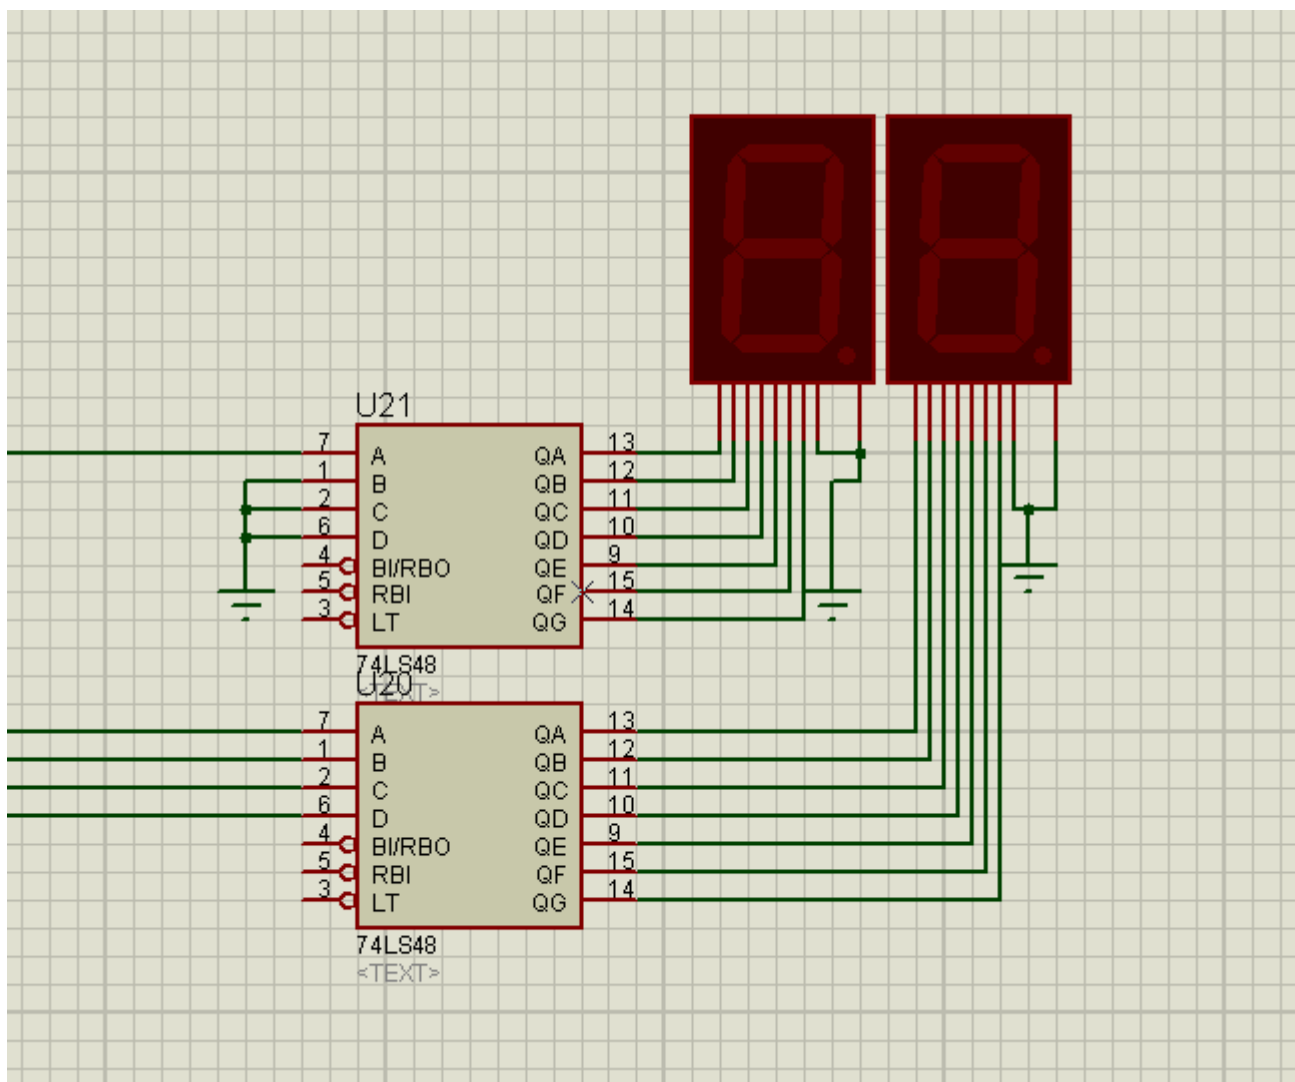 U21
7 A QA 13
1 B QB 12
2 C QC 11
6 D QD 10
4 BI/RBO QE 9
5 RBI QF 15
3 LT QG 14
74LS48
<TEXT>
U20
7 A QA 13
1 B QB 12
2 C QC 11
6 D QD 10
4 BI/RBO QE 9
5 RBI QF 15
3 LT QG 14
74LS48
<TEXT>